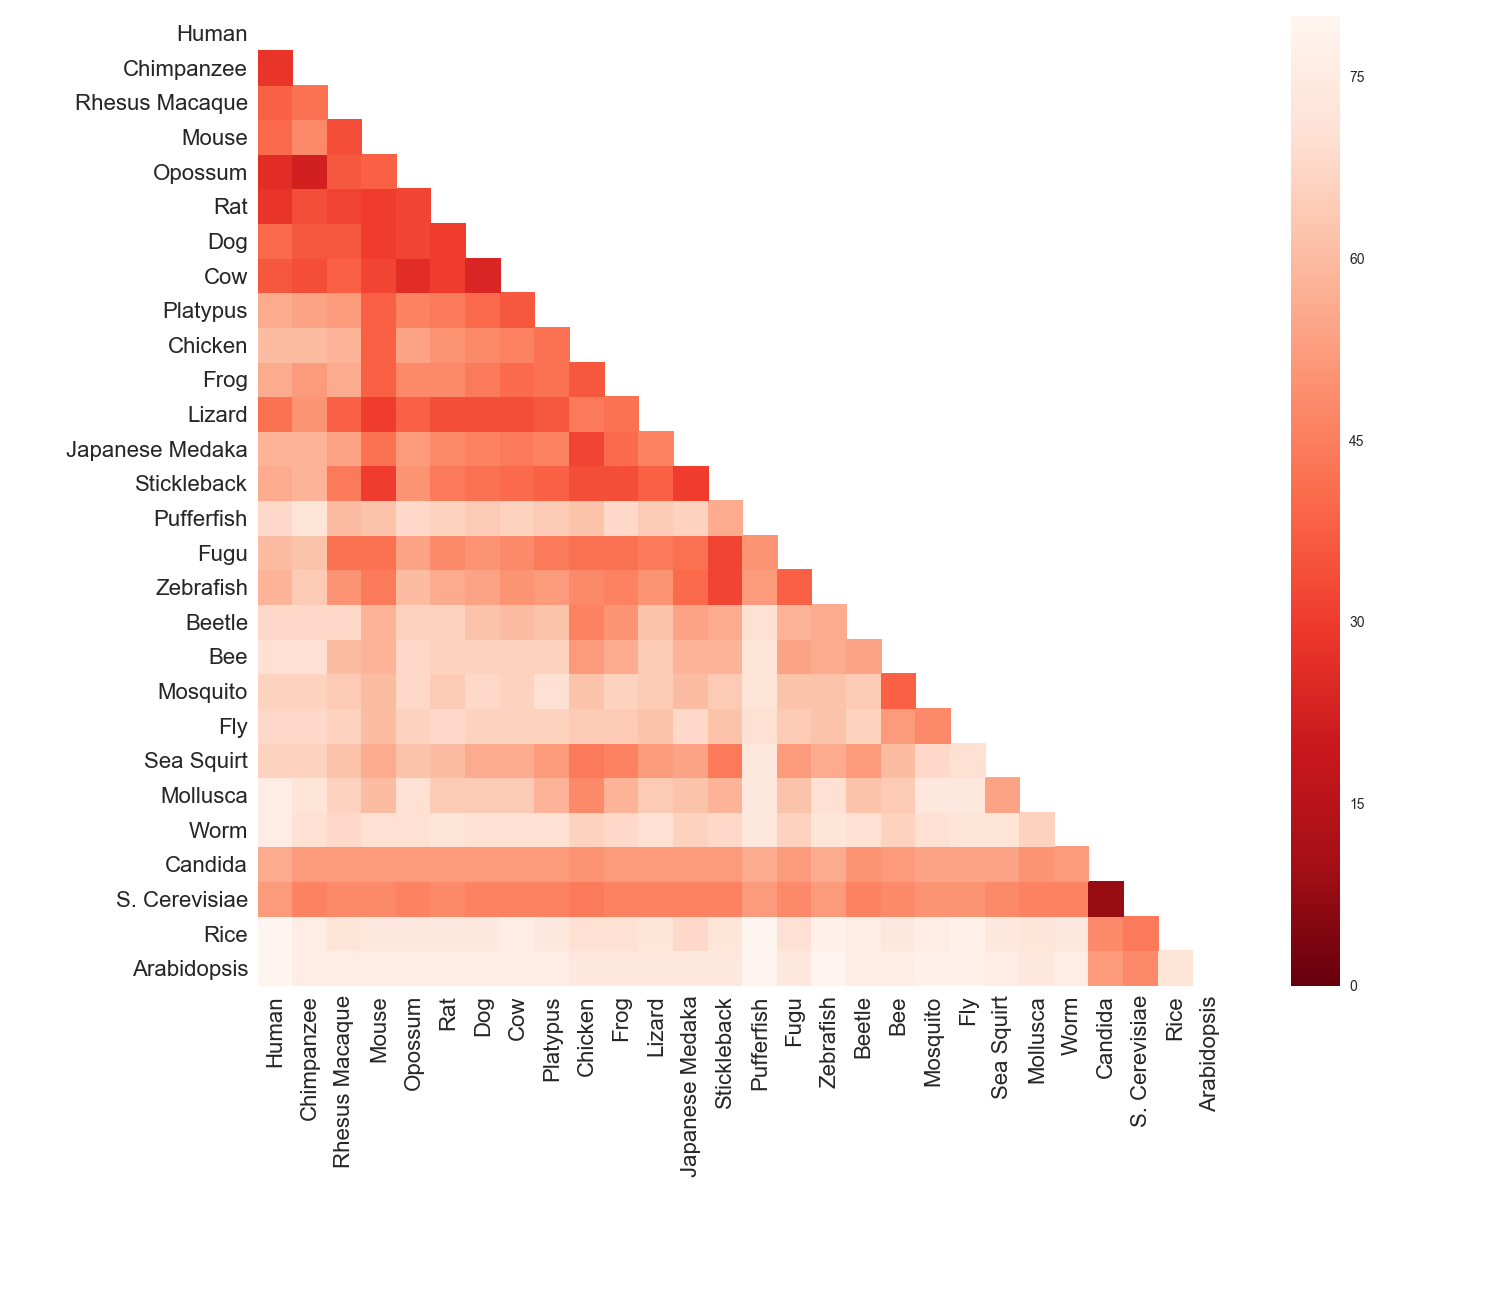 Human
Chimpanzee
Rhesus Macaque
Mouse
Opossum
Rat
Dog
Cow
Platypus
Chicken
Frog
Lizard
Japanese Medaka
Stickleback
Pufferfish
Fugu
Zebrafish
Beetle
Bee
Mosquito
Fly
Sea Squirt
Mollusca
Worm
Candida
S. Cerevisiae
Rice
Arabidopsis
Human
Chimpanzee
Rhesus Macaque
Mouse
Opossum
Rat
Dog
Cow
Platypus
Chicken
Frog
Lizard
Japanese Medaka
Stickleback
Pufferfish
Fugu
Zebrafish
Beetle
Bee
Mosquito
Fly
Sea Squirt
Mollusca
Worm
Candida
S. Cerevisiae
Rice
Arabidopsis
75
60
45
30
15
0